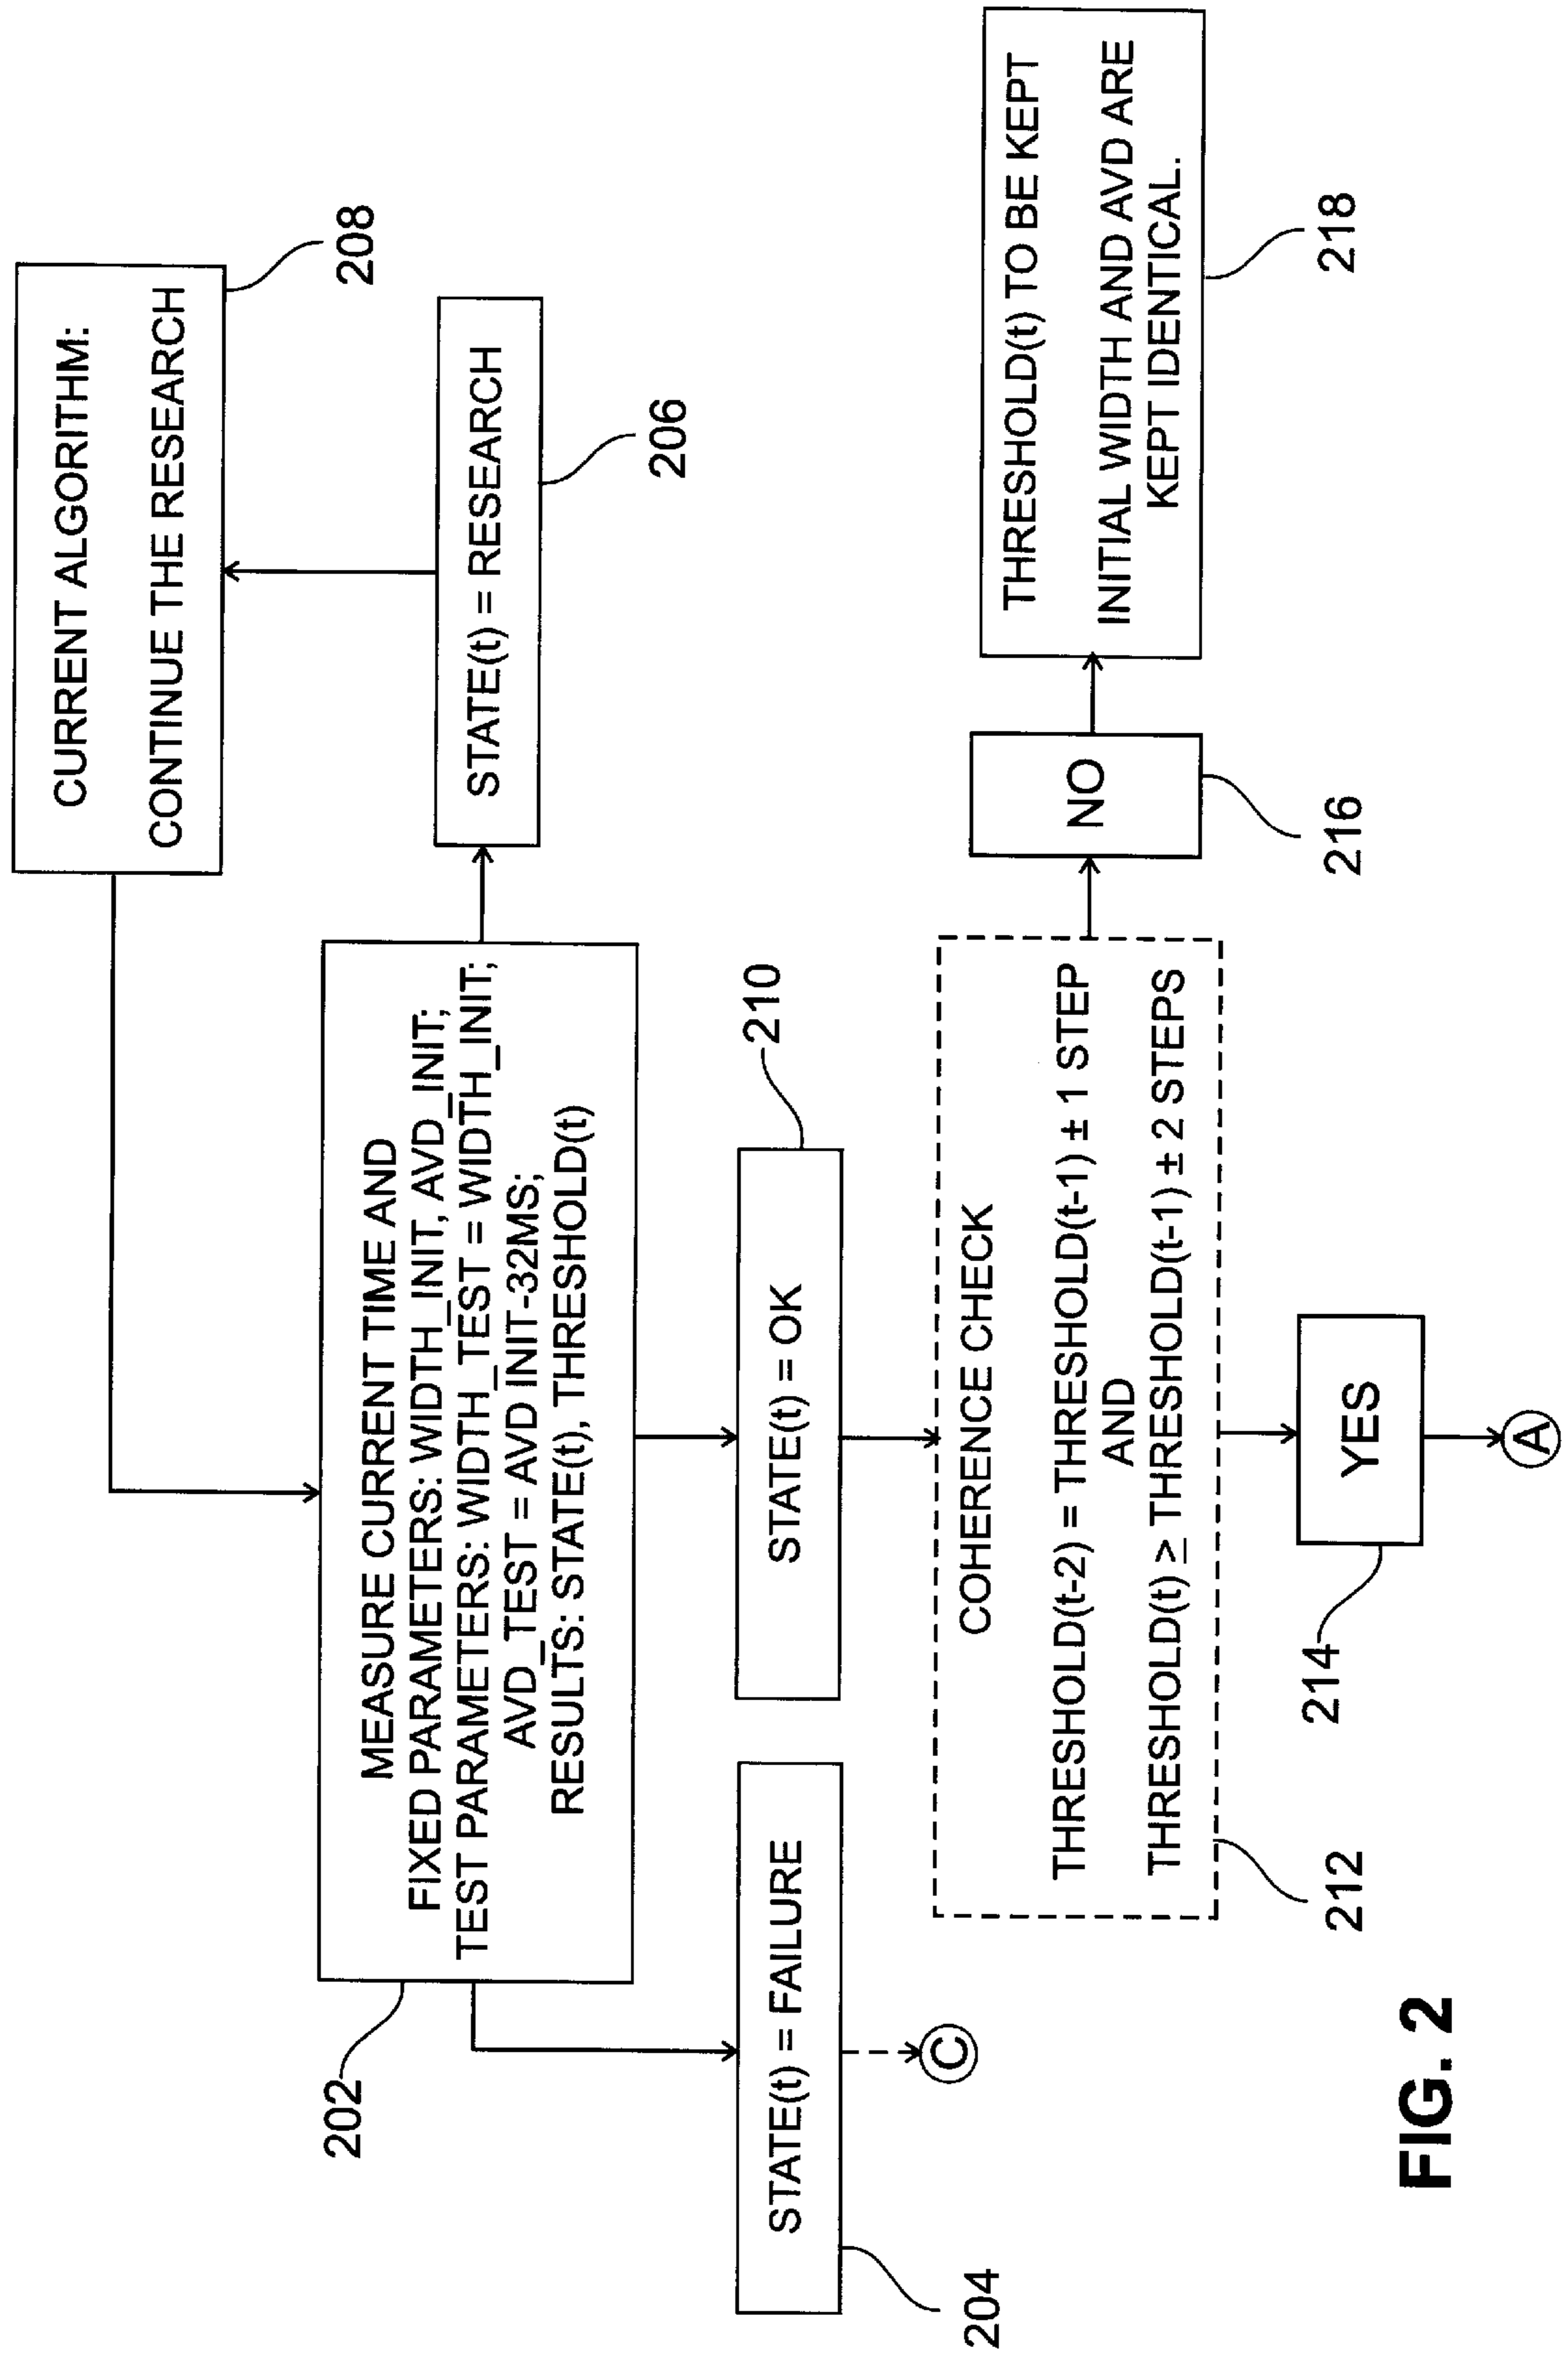 CURRENT ALGORITHM:
CONTINUE THE RESEARCH
208
MEASURE CURRENT TIME AND
FIXED PARAMETERS: WIDTH_INIT, AVD_INIT;
TEST PARAMETERS: WIDTH_TEST = WIDTH_INIT;
AVD_TEST = AVD INIT-32MS;
RESULTS: STATE(t), THRESHOLD(t)
202
STATE(t) = RESEARCH
206
STATE(t) = FAILURE
204
C
STATE(t) = OK
210
COHERENCE CHECK
THRESHOLD(t-2) = THRESHOLD(t-1) ± 1 STEP
AND
THRESHOLD(t) ≥ THRESHOLD(t-1) ± 2 STEPS
212
NO
216
THRESHOLD(t) TO BE KEPT
INITIAL WIDTH AND AVD ARE
KEPT IDENTICAL.
218
YES
214
A
FIG. 2